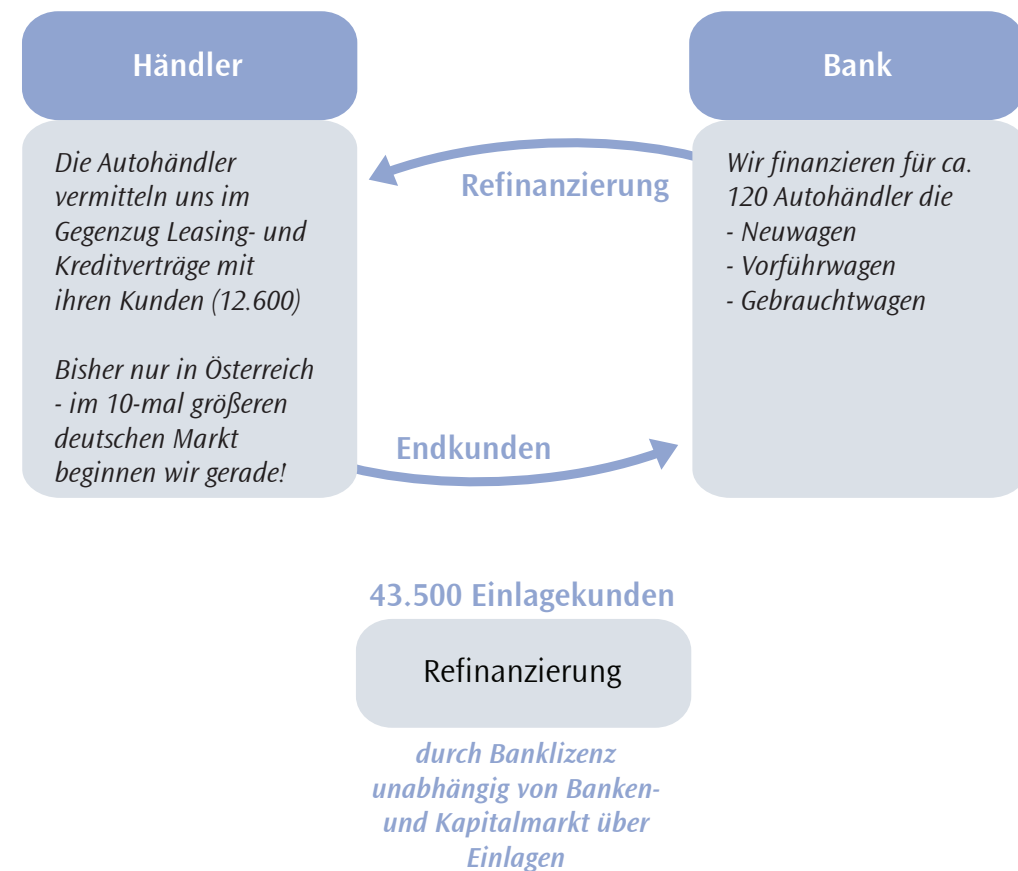 Händler
Die Autohändler
vermitteln uns im
Gegenzug Leasing- und
Kreditverträge mit
ihren Kunden (12.600)
Bisher nur in Österreich
- im 10-mal größeren
deutschen Markt
beginnen wir gerade!
Refinanzierung
Endkunden
Bank
Wir finanzieren für ca.
120 Autohändler die
- Neuwagen
- Vorführwagen
- Gebrauchtwagen
43.500 Einlagekunden
Refinanzierung
durch Banklizenz
unabhängig von Banken-
und Kapitalmarkt über
Einlagen